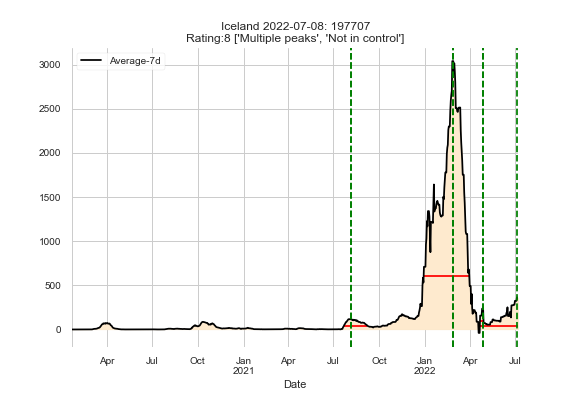 Iceland 2022-07-08: 197707
Rating:8 ['Multiple peaks', 'Not in control']
Average-7d
3000
2500
2000
1500
1000
500
0
Apr Jul Oct Jan Apr Jul Oct Jan Apr Jul
2021 2022
Date